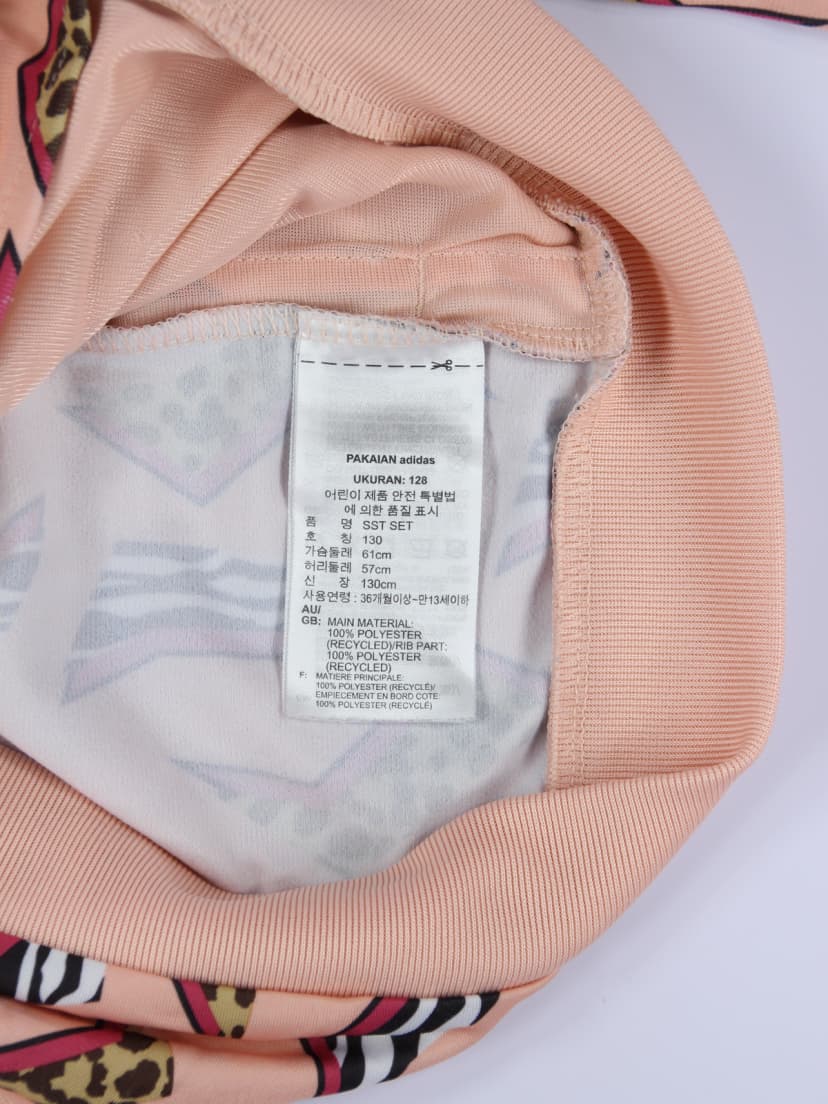 PAKAIAN adidas
UKURAN: 128
어린이 제품 안전 특별법
에 의한 품질 표시
품 명 SST SET
호 칭 130
가슴둘레 61cm
허리둘레 57cm
신 장 130cm
사용연령 : 36개월이상~만13세이하
AU/
GB: MAIN MATERIAL:
100% POLYESTER
(RECYCLED)/RIB PART:
100% POLYESTER
(RECYCLED)
F: MATIERE PRINCIPALE:
100% POLYESTER (RECYCLÉ)/
EMPIECEMENT EN BORD COTE:
100% POLYESTER (RECYCLÉ)